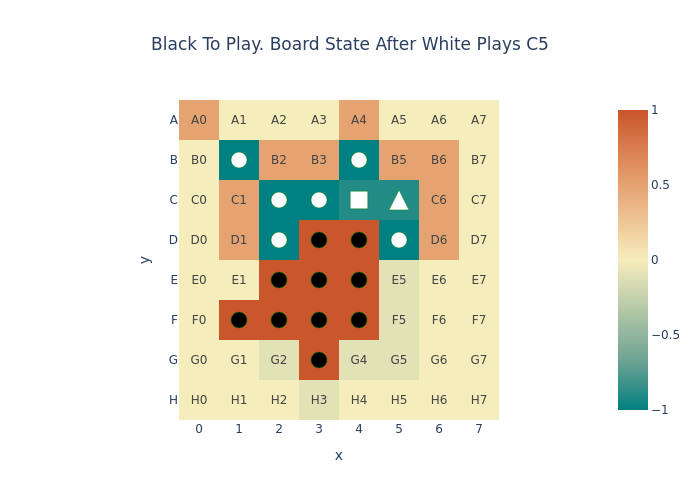 Black To Play. Board State After White Plays C5
A A0 A1 A2 A3 A4 A5 A6 A7
B B0 B2 B3 B5 B6 B7
C C0 C1 C6 C7
D D0 D1 D6 D7
E E0 E1 E5 E6 E7
F F0 F5 F6 F7
G G0 G1 G2 G4 G5 G6 G7
H H0 H1 H2 H3 H4 H5 H6 H7
0 1 2 3 4 5 6 7
x
y
1
0.5
0
−0.5
−1